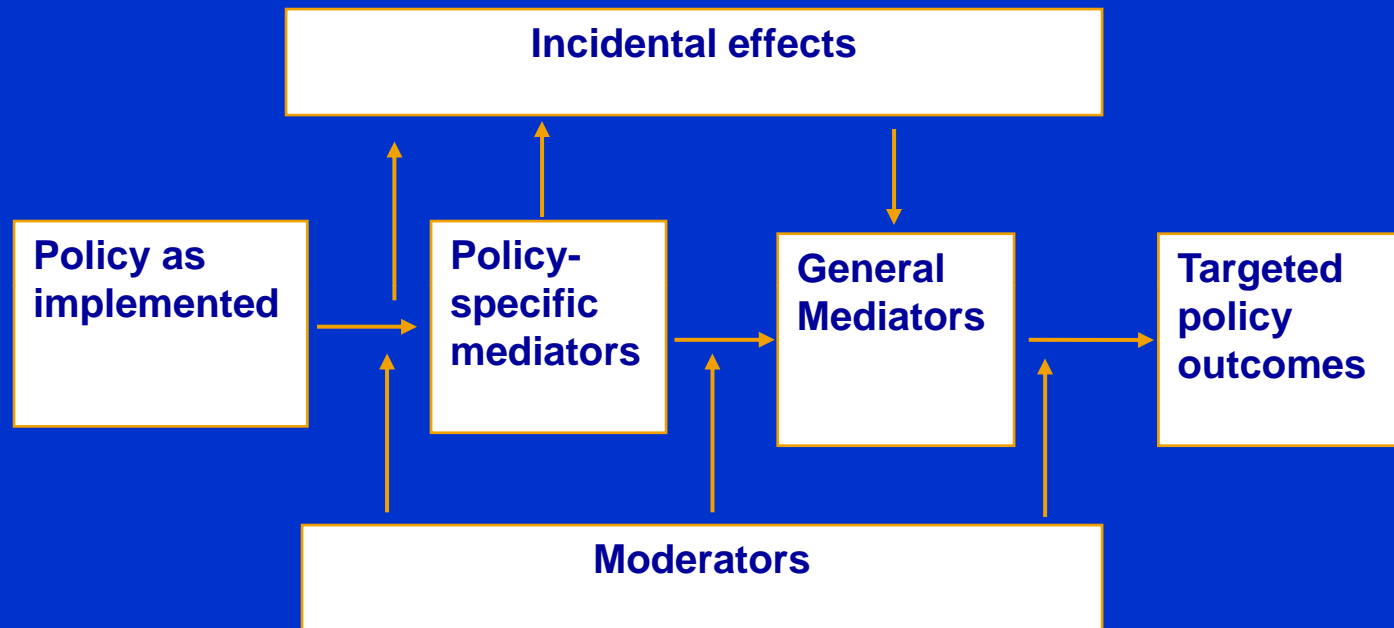 Incidental effects
Policy as
implemented
Policy-
specific
mediators
General
Mediators
Targeted
policy
outcomes
Moderators